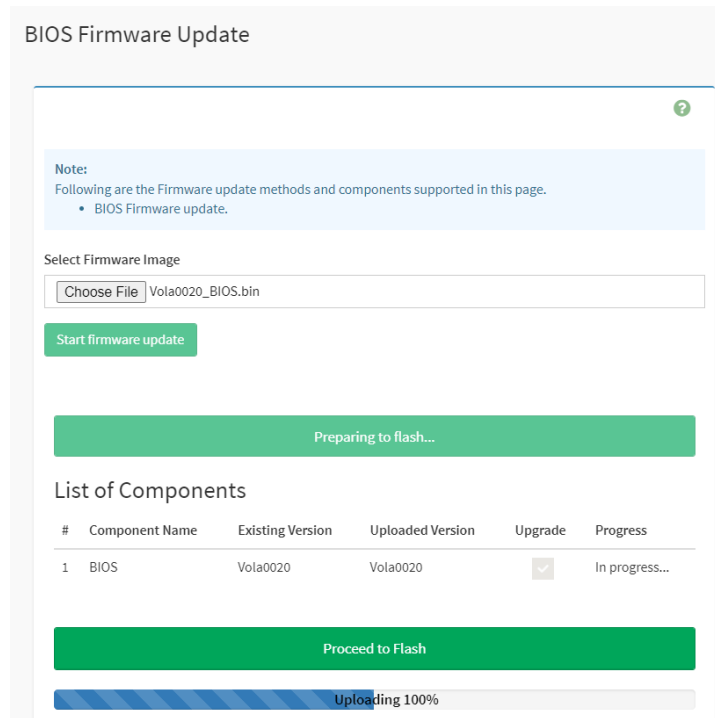 BIOS Firmware Update
Note:
Following are the Firmware update methods and components supported in this page.
• BIOS Firmware update.
Select Firmware Image
Choose File Vola0020_BIOS.bin
Start firmware update
Preparing to flash...
List of Components
# Component Name Existing Version Uploaded Version Upgrade Progress
1 BIOS Vola0020 Vola0020 In progress...
Proceed to Flash
Uploading 100%